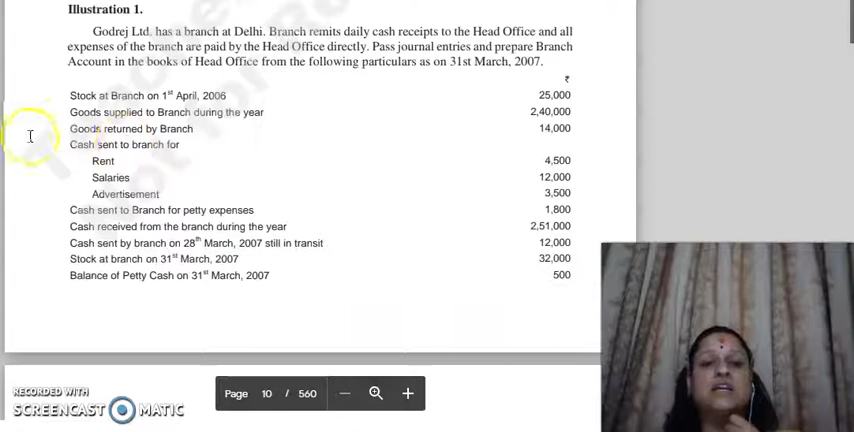 Illustration 1.
Godrej Ltd. has a branch at Delhi. Branch remits daily cash receipts to the Head Office and all
expenses of the branch are paid by the Head Office directly. Pass journal entries and prepare Branch
Account in the books of Head Office from the following particulars as on 31st March, 2007.
₹
Stock at Branch on 1st April, 2006 25,000
Goods supplied to Branch during the year 2,40,000
Goods returned by Branch 14,000
Cash sent to branch for
Rent 4,500
Salaries 12,000
Advertisement 3,500
Cash sent to Branch for petty expenses 1,800
Cash received from the branch during the year 2,51,000
Cash sent by branch on 28th March, 2007 still in transit 12,000
Stock at branch on 31st March, 2007 32,000
Balance of Petty Cash on 31st March, 2007 500
Page 10 / 560
RECORDED WITH
SCREENCAST MATIC